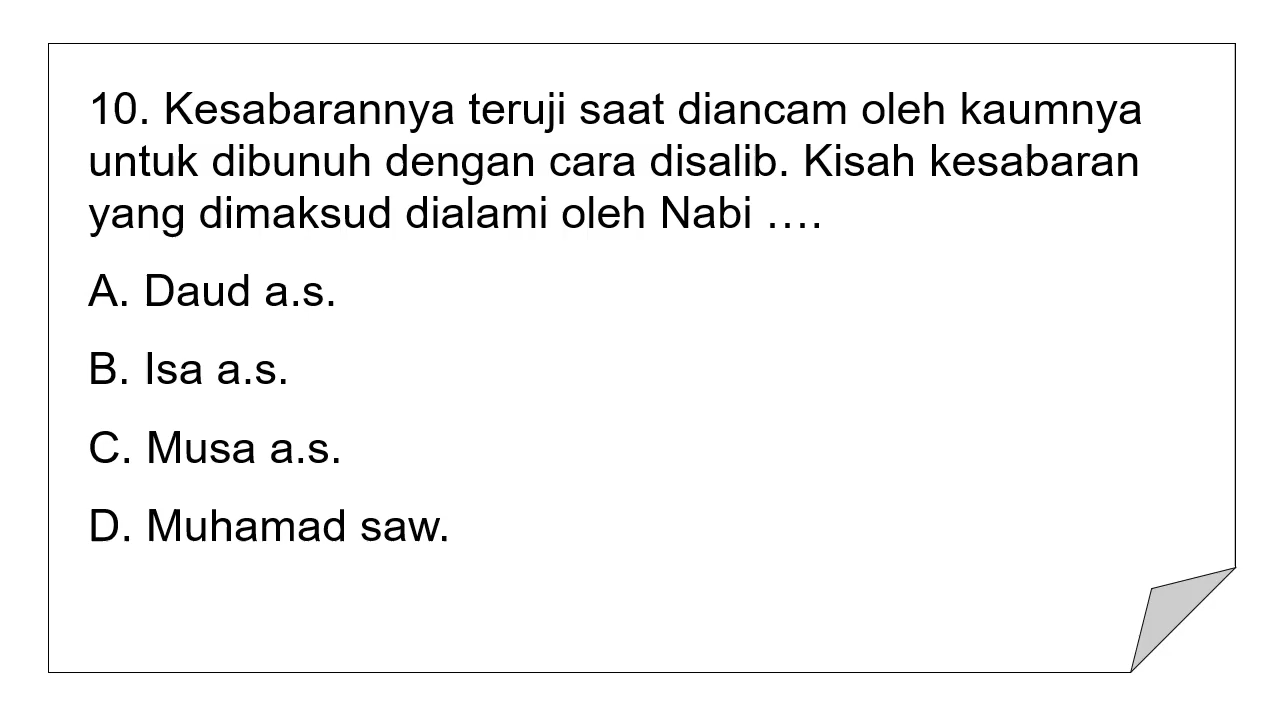 10. Kesabarannya teruji saat diancam oleh kaumnya
untuk dibunuh dengan cara disalib. Kisah kesabaran
yang dimaksud dialami oleh Nabi ….
A. Daud a.s.
B. Isa a.s.
C. Musa a.s.
D. Muhamad saw.